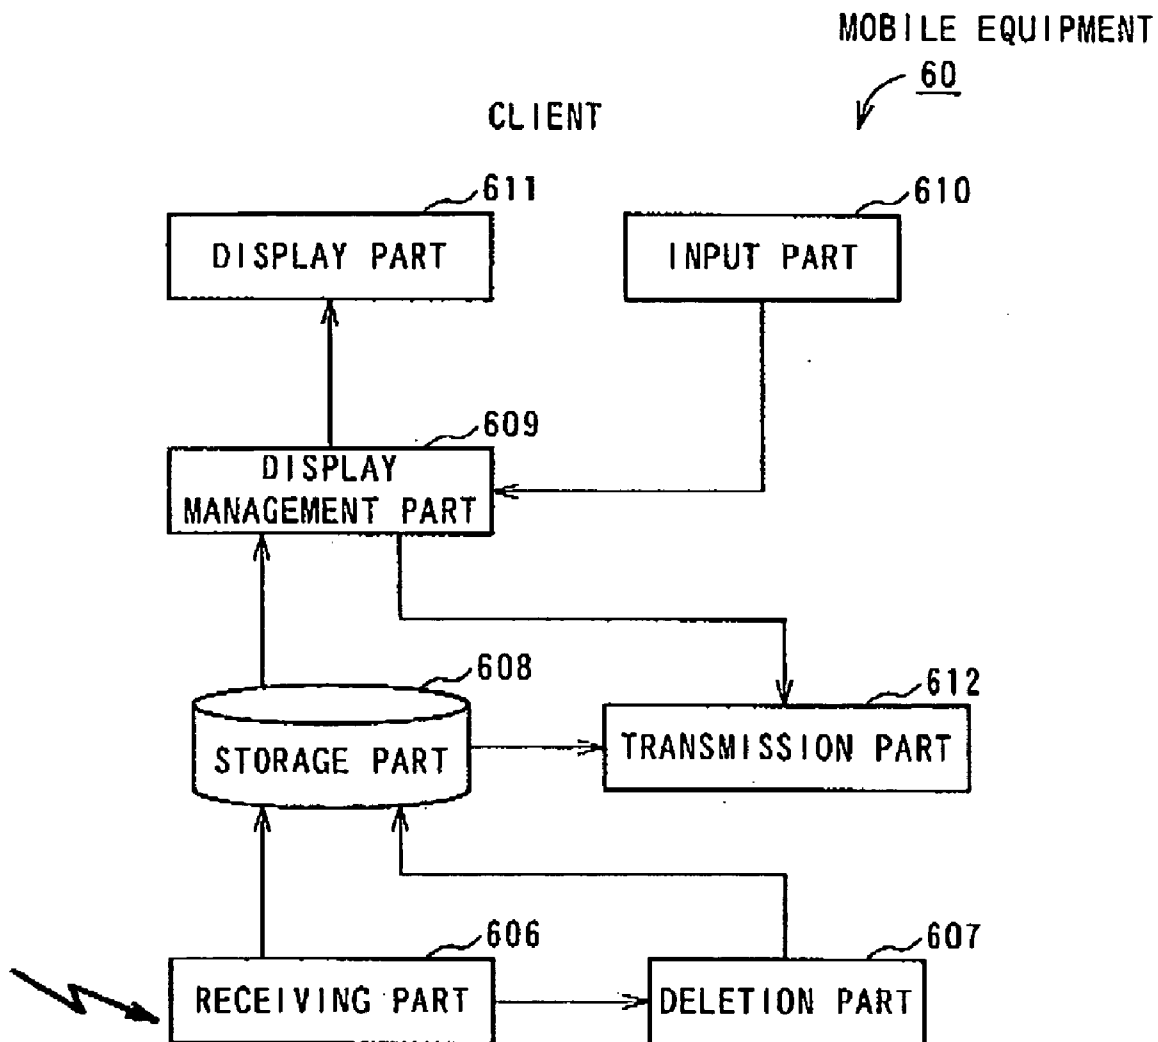 MOBILE EQUIPMENT
60
CLIENT
611
610
DISPLAY PART
INPUT PART
609
DISPLAY
MANAGEMENT PART
608
612
STORAGE PART
TRANSMISSION PART
606
607
RECEIVING PART
DELETION PART